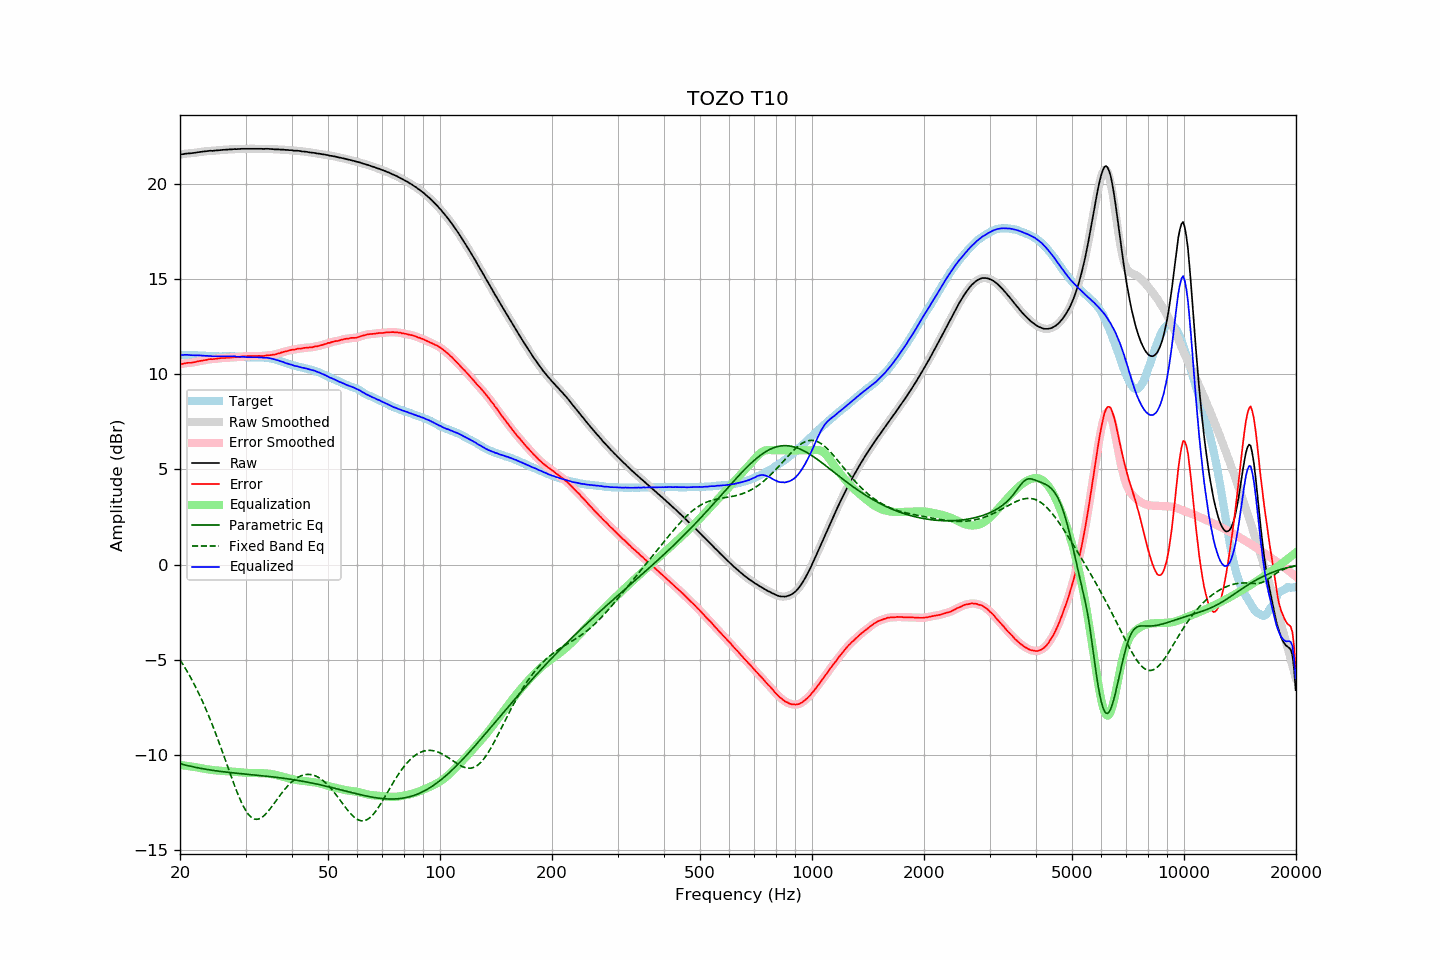 TOZO T10
Amplitude (dBr)
20
15
10
5
0
−5
−10
−15
Target
Raw Smoothed
Error Smoothed
Raw
Error
Equalization
Parametric Eq
Fixed Band Eq
Equalized
20 50 100 200 500 1000 2000 5000 10000 20000
Frequency (Hz)